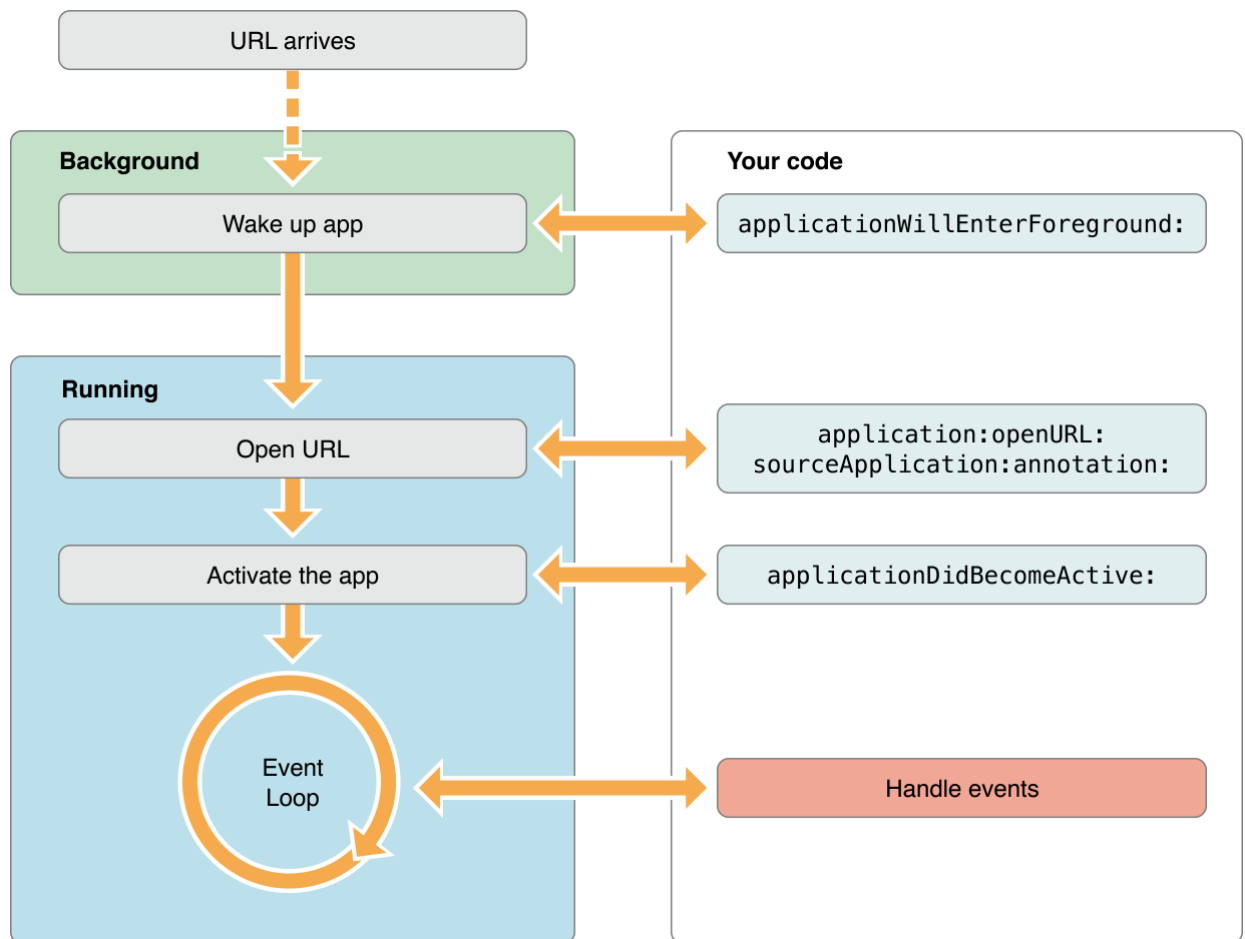 URL arrives
Background
Your code
Wake up app
applicationWillEnterForeground:
Running
Open URL
application:openURL:
sourceApplication:annotation:
Activate the app
applicationDidBecomeActive:
Event
Loop
Handle events